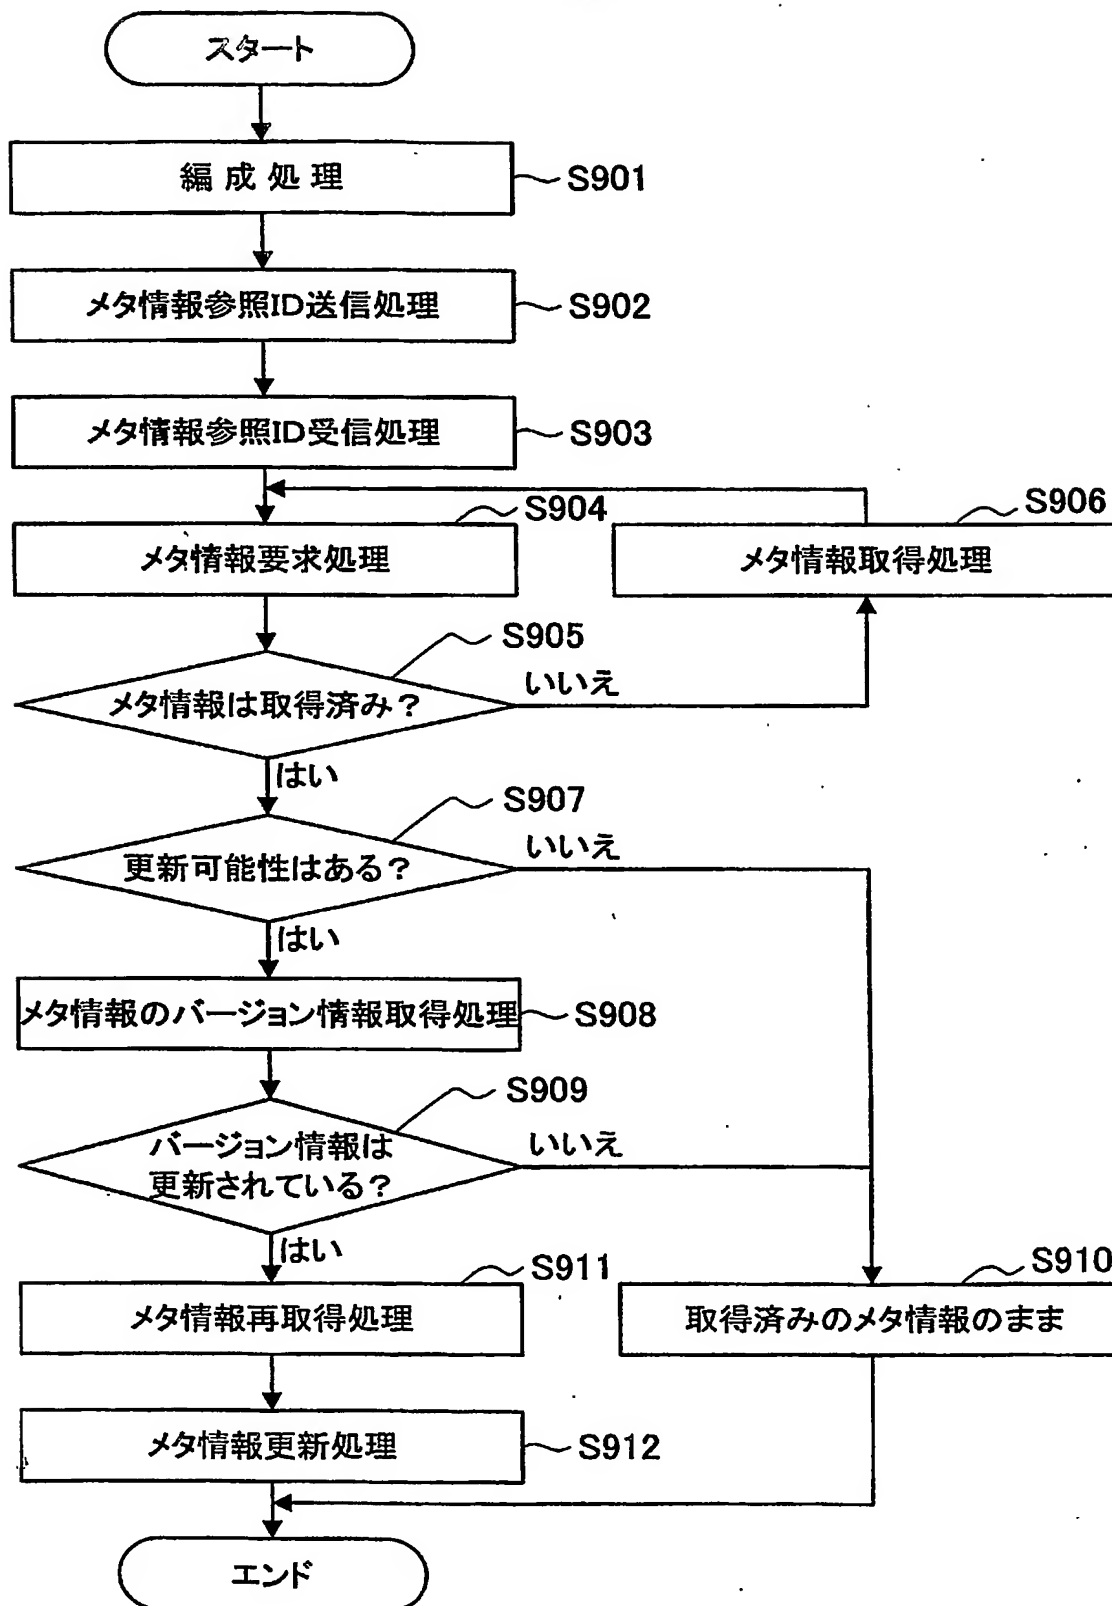 スタート
編成処理
S901
メタ情報参照ID送信処理
S902
メタ情報参照ID受信処理
S903
S904
メタ情報要求処理
S906
メタ情報取得処理
S905
メタ情報は取得済み?
いいえ
はい
S907
更新可能性はある?
いいえ
はい
メタ情報のバージョン情報取得処理
S908
S909
バージョン情報は
更新されている?
いいえ
はい
S911
メタ情報再取得処理
S910
取得済みのメタ情報のまま
メタ情報更新処理
S912
エンド